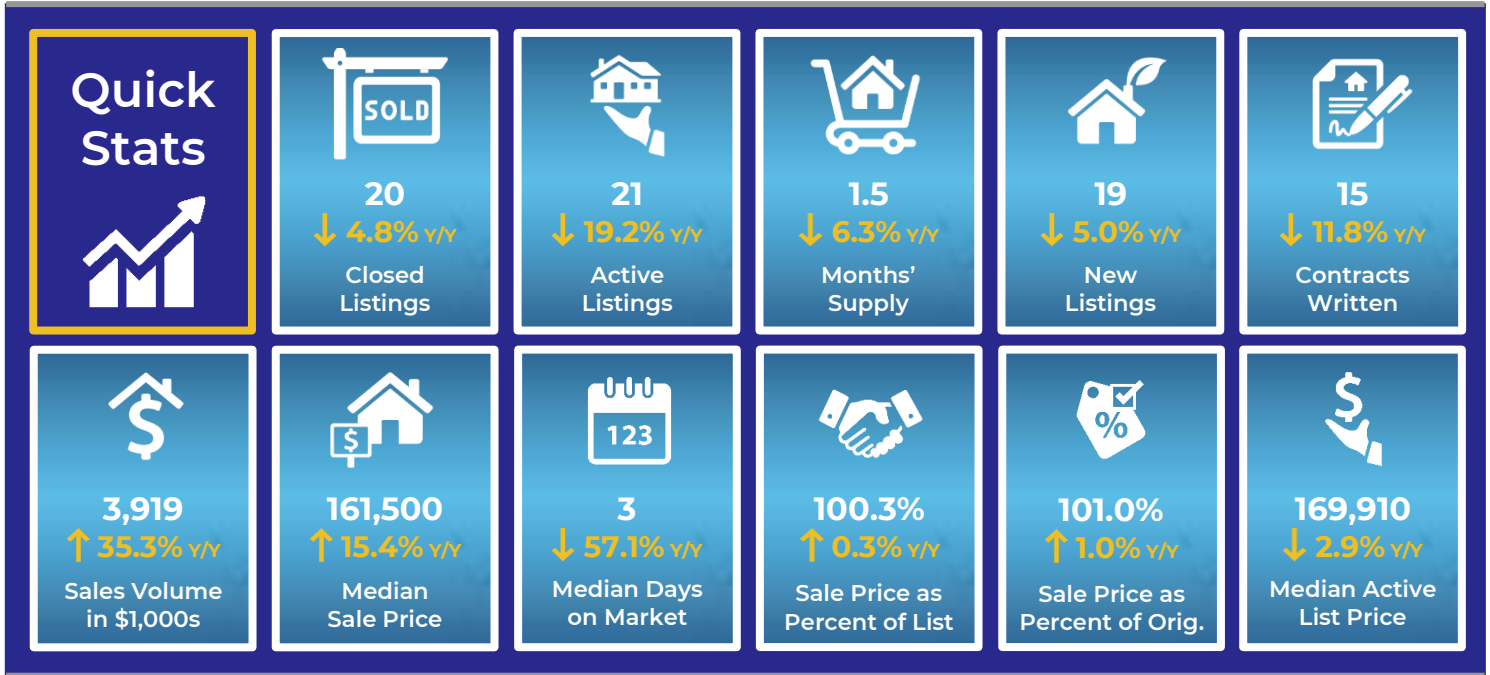 Quick
Stats
SOLD
20
↓ 4.8% Y/Y
Closed
Listings
21
↓ 19.2% Y/Y
Active
Listings
1.5
↓ 6.3% Y/Y
Months’
Supply
19
↓ 5.0% Y/Y
New
Listings
15
↓ 11.8% Y/Y
Contracts
Written
$
3,919
↑ 35.3% Y/Y
Sales Volume
in $1,000s
$
161,500
↑ 15.4% Y/Y
Median
Sale Price
123
3
↓ 57.1% Y/Y
Median Days
on Market
100.3%
↑ 0.3% Y/Y
Sale Price as
Percent of List
%
101.0%
↑ 1.0% Y/Y
Sale Price as
Percent of Orig.
$
169,910
↓ 2.9% Y/Y
Median Active
List Price